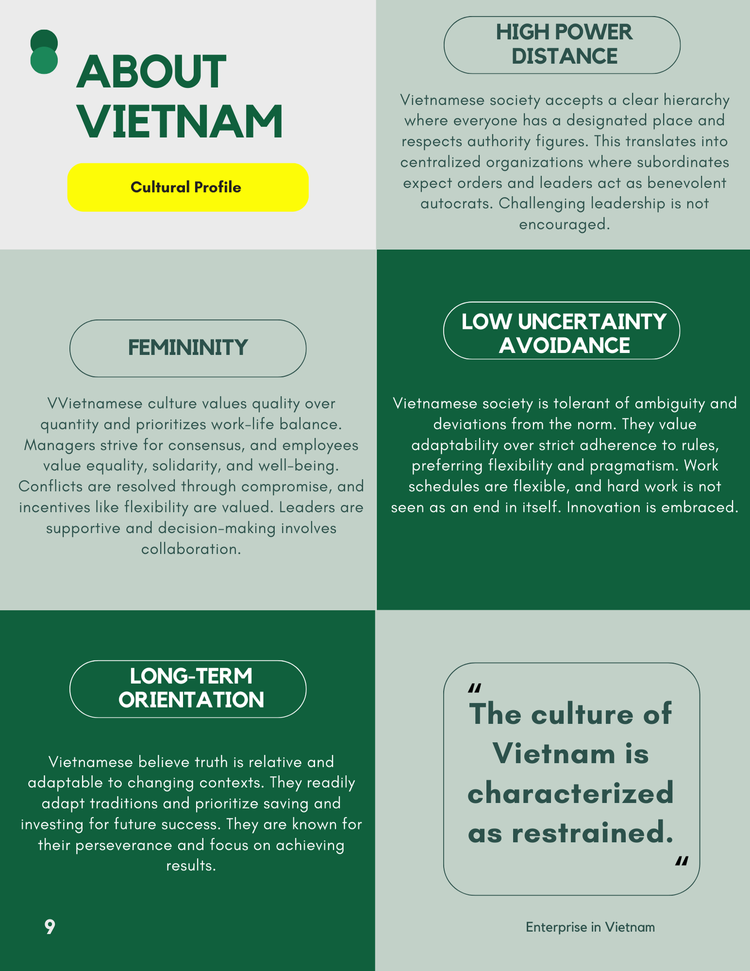 ABOUT
VIETNAM
Cultural Profile
HIGH POWER
DISTANCE
Vietnamese society accepts a clear hierarchy
where everyone has a designated place and
respects authority figures. This translates into
centralized organizations where subordinates
expect orders and leaders act as benevolent
autocrats. Challenging leadership is not
encouraged.
FEMININITY
VVietnamese culture values quality over
quantity and prioritizes work-life balance.
Managers strive for consensus, and employees
value equality, solidarity, and well-being.
Conflicts are resolved through compromise, and
incentives like flexibility are valued. Leaders are
supportive and decision-making involves
collaboration.
LOW UNCERTAINTY
AVOIDANCE
Vietnamese society is tolerant of ambiguity and
deviations from the norm. They value
adaptability over strict adherence to rules,
preferring flexibility and pragmatism. Work
schedules are flexible, and hard work is not
seen as an end in itself. Innovation is embraced.
LONG-TERM
ORIENTATION
Vietnamese believe truth is relative and
adaptable to changing contexts. They readily
adapt traditions and prioritize saving and
investing for future success. They are known for
their perseverance and focus on achieving
results.
“
The culture of
Vietnam is
characterized
as restrained.
“
9
Enterprise in Vietnam